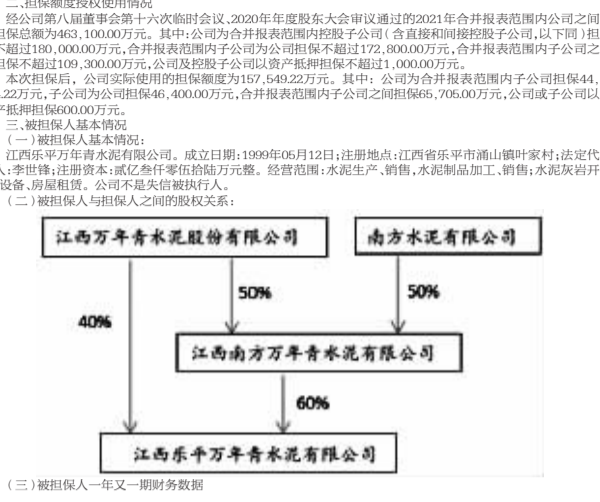 二、担保额度授权使用情况
经公司第八届董事会第十六次临时会议、2020年年度股东大会审议通过的2021年合并报表范围内公司之间
担保总额为463,100.00万元。其中:公司为合并报表范围内控股子公司(含直接和间接控股子公司,以下同)担
不超过180,000.00万元,合并报表范围内子公司为公司担保不超过172,800.00万元,合并报表范围内子公司之
担保不超过109,300.00万元,公司及控股子公司以资产抵押担保不超过1,000.00万元。
本次担保后,公司实际使用的担保额度为157,549.22万元。其中:公司为合并报表范围内子公司担保44,
.22万元,子公司为公司担保46,400.00万元,合并报表范围内子公司之间担保65,705.00万元,公司或子公司以
产抵押担保600.00万元。
三、被担保人基本情况
(一)被担保人基本情况:
江西乐平万年青水泥有限公司。成立日期:1999年05月12日;注册地点:江西省乐平市涌山镇叶家村;法定代
人:李世锋;注册资本:贰亿叁仟零伍拾陆万元整。经营范围:水泥生产、销售,水泥制品加工、销售;水泥灰岩开
设备、房屋租赁。公司不是失信被执行人。
(二)被担保人与担保人之间的股权关系:
江西万年青水泥股份有限公司
南方水泥有限公司
50%
50%
40%
江西南方万年青水泥有限公司
60%
江西乐平万年青水泥有限公司
(三)被担保人一年又一期财务数据